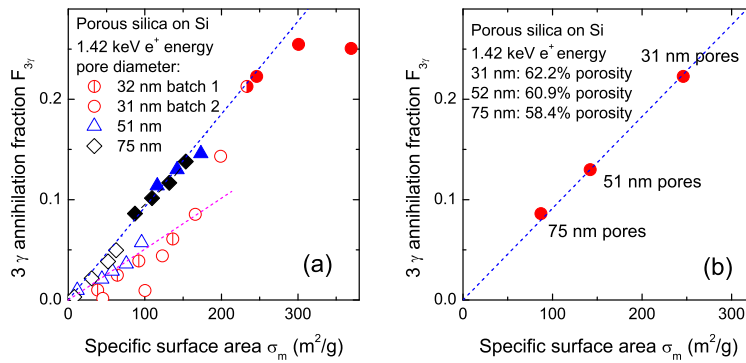 (a)
Porous silica on Si
1.42 keV e⁺ energy
pore diameter:
32 nm batch 1
31 nm batch 2
51 nm
75 nm
3 γ annihilation fraction F₃γ
0.2
0.1
0.0
0
100
200
300
Specific surface area σₘ (m²/g)
(b)
Porous silica on Si
1.42 keV e⁺ energy
31 nm: 62.2% porosity
52 nm: 60.9% porosity
75 nm: 58.4% porosity
31 nm pores
51 nm pores
75 nm pores
3 γ annihilation fraction F₃γ
0.2
0.1
0.0
0
100
200
300
Specific surface area σₘ (m²/g)